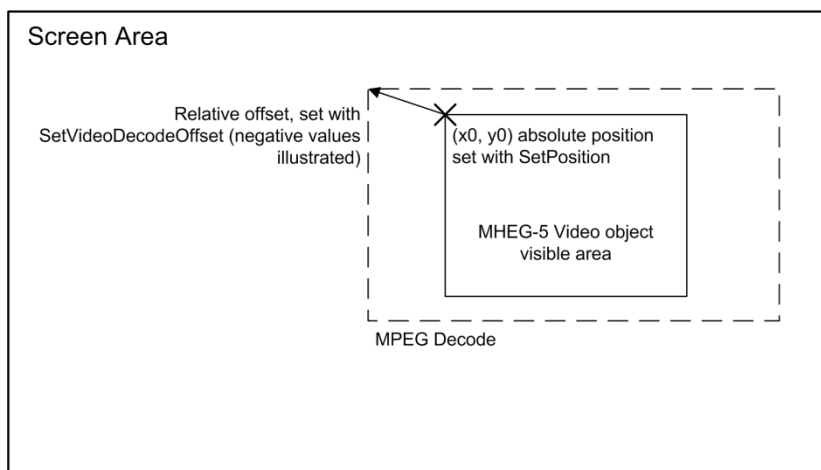 Screen Area
Relative offset, set with
SetVideoDecodeOffset (negative values
illustrated)
(x0, y0) absolute position
set with SetPosition
MHEG-5 Video object
visible area
MPEG Decode